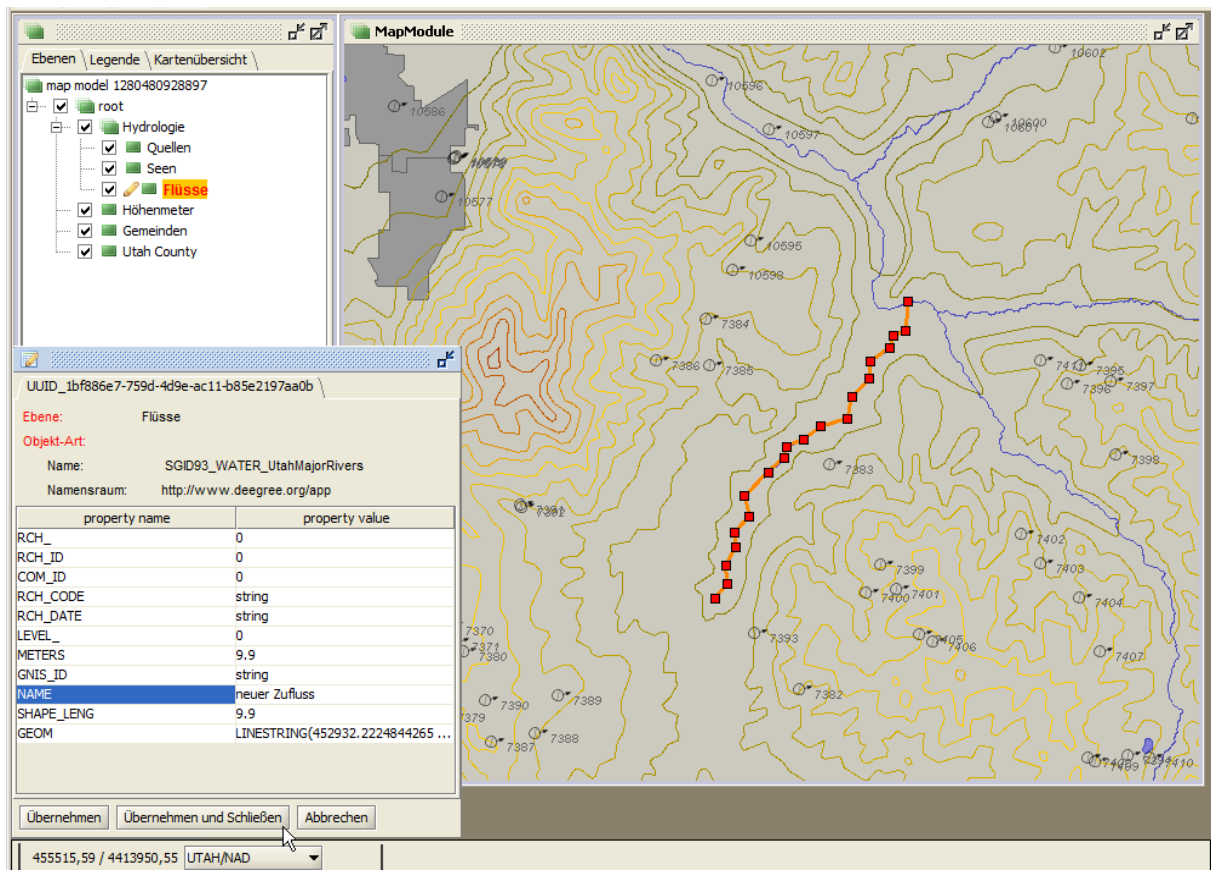 MapModule
Ebenen Legende Kartenübersicht
map model 1280480928897
root
Hydrologie
Quellen
Seen
Flüsse
Höhenmeter
Gemeinden
Utah County
UUID_1bf886e7-759d-4d9e-ac11-b85e2197aa0b
Ebene: Flüsse
Objekt-Art:
Name: SGID93_WATER_UtahMajorRivers
Namensraum: http://www.deegree.org/app
property name property value
RCH_ 0
RCH_ID 0
COM_ID 0
RCH_CODE string
RCH_DATE string
LEVEL_ 0
METERS 9.9
GNIS_ID string
NAME neuer Zufluss
SHAPE_LENG 9.9
GEOM LINESTRING(452932.2224844265 ...
Übernehmen Übernehmen und Schließen Abbrechen
455515,59 / 4413950,55 UTAH/NAD
10602
10596
10586
10600
10597
10577
10595
10598
7384
7386
7385
7395
7396
7397
7383
7398
7402
7399
7403
7400
7401
7404
7370
7371
7380
7393
7405
7406
7407
7382
7389
7390
7379
7388
7387
7410